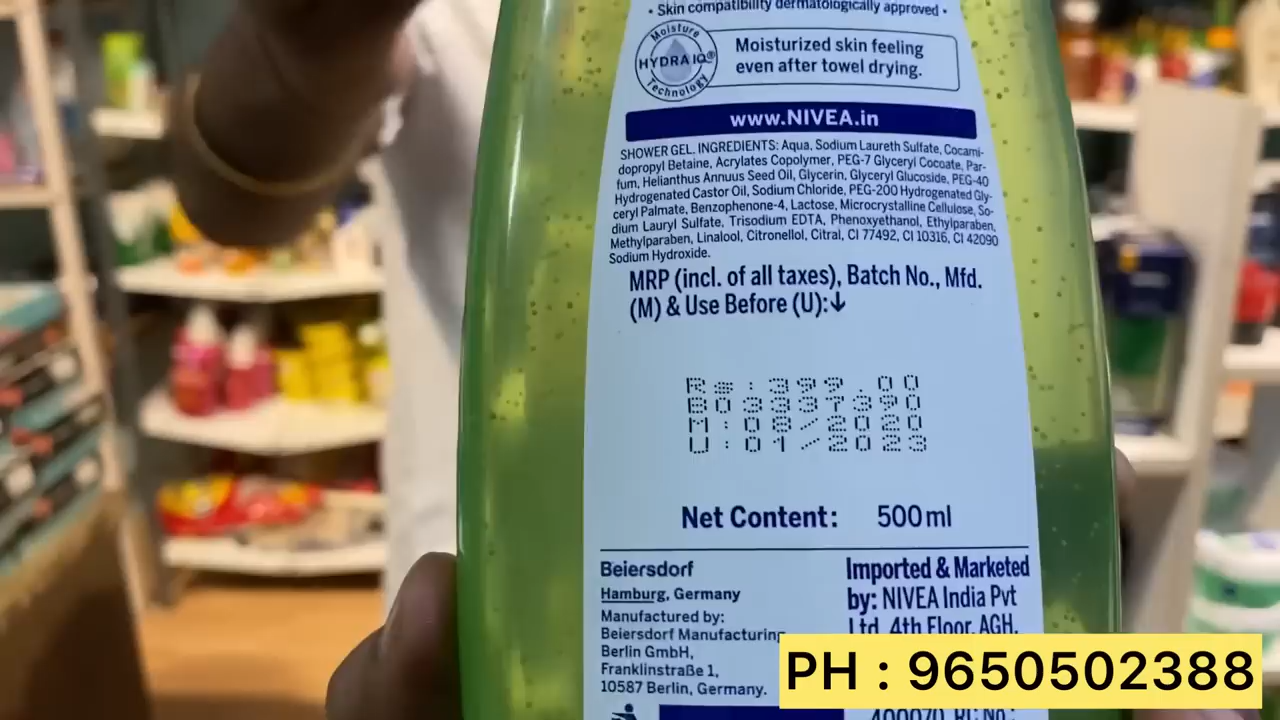 • Skin compatibility dermatologically approved •
Moisture
HYDRA IQ®
Technology
Moisturized skin feeling
even after towel drying.
www.NIVEA.in
SHOWER GEL, INGREDIENTS: Aqua, Sodium Laureth Sulfate, Cocami-
dopropyl Betaine, Acrylates Copolymer, PEG-7 Glyceryl Cocoate, Par-
fum, Helianthus Annuus Seed Oil, Glycerin, Glyceryl Glucoside, PEG-40
Hydrogenated Castor Oil, Sodium Chloride, PEG-200 Hydrogenated Gly-
ceryl Palmate, Benzophenone-4, Lactose, Microcrystalline Cellulose, So-
dium Lauryl Sulfate, Trisodium EDTA, Phenoxyethanol, Ethylparaben,
Methylparaben, Linalool, Citronellol, Citral, CI 77492, CI 10316, CI 42090
Sodium Hydroxide.
MRP (incl. of all taxes), Batch No., Mfd.
(M) & Use Before (U):↓
Rs:399.00
B03337390
M:08/2020
U:01/2023
Net Content: 500ml
Beiersdorf
Hamburg, Germany
Manufactured by:
Beiersdorf Manufacturing
Berlin GmbH,
Franklinstraße 1,
10587 Berlin, Germany.
Imported & Marketed
by: NIVEA India Pvt
Ltd. 4th Floor, AGH,
400070
PH : 9650502388